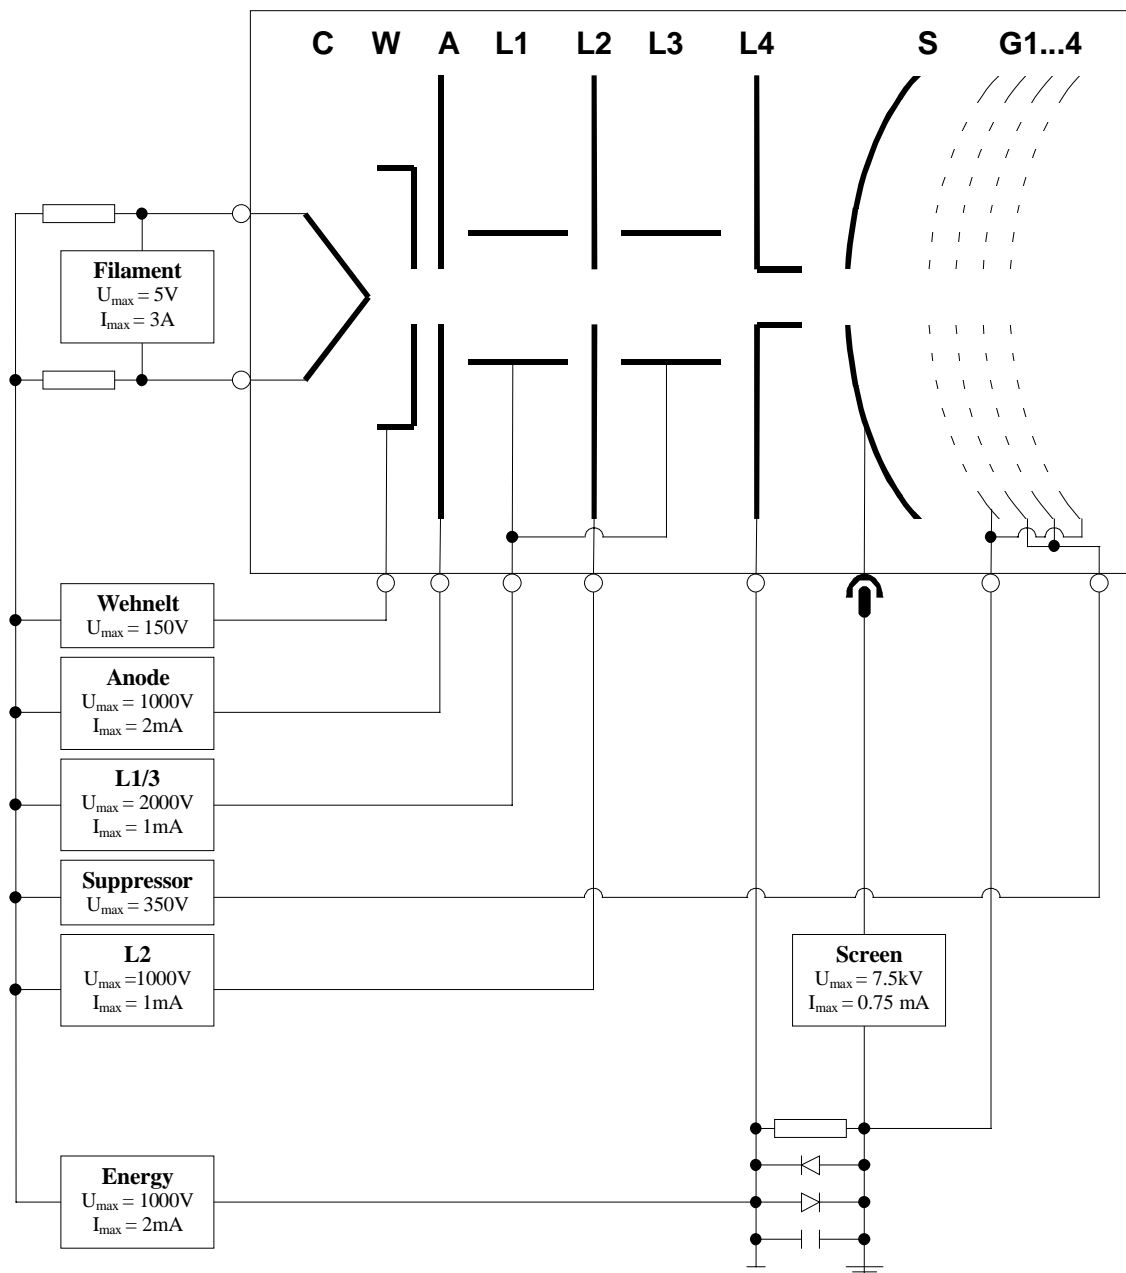 C W A L1 L2 L3 L4 S G1...4
Filament
Umax = 5V
Imax = 3A
Wehnelt
Umax = 150V
Anode
Umax = 1000V
Imax = 2mA
L1/3
Umax = 2000V
Imax = 1mA
Suppressor
Umax = 350V
L2
Umax =1000V
Imax = 1mA
Screen
Umax = 7.5kV
Imax = 0.75 mA
Energy
Umax = 1000V
Imax = 2mA